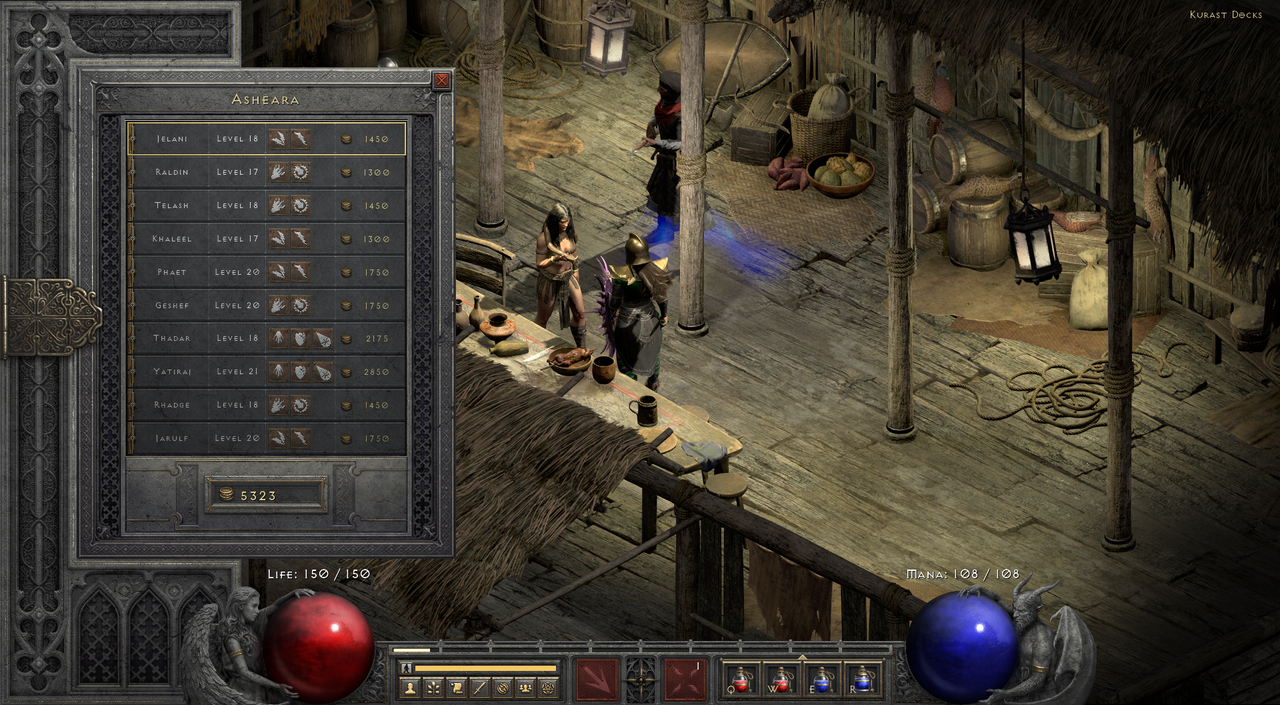 Kurast Docks
Asheara
Jelani Level 18 1450
Raldin Level 17 1300
Telash Level 18 1450
Khaleel Level 17 1300
Phaet Level 20 1750
Geshef Level 20 1750
Thadar Level 18 2175
Yatiraj Level 21 2850
Rhadge Level 18 1450
Jarulf Level 20 1750
5323
Life: 150 / 150
Mana: 108 / 108
1
Q W E R